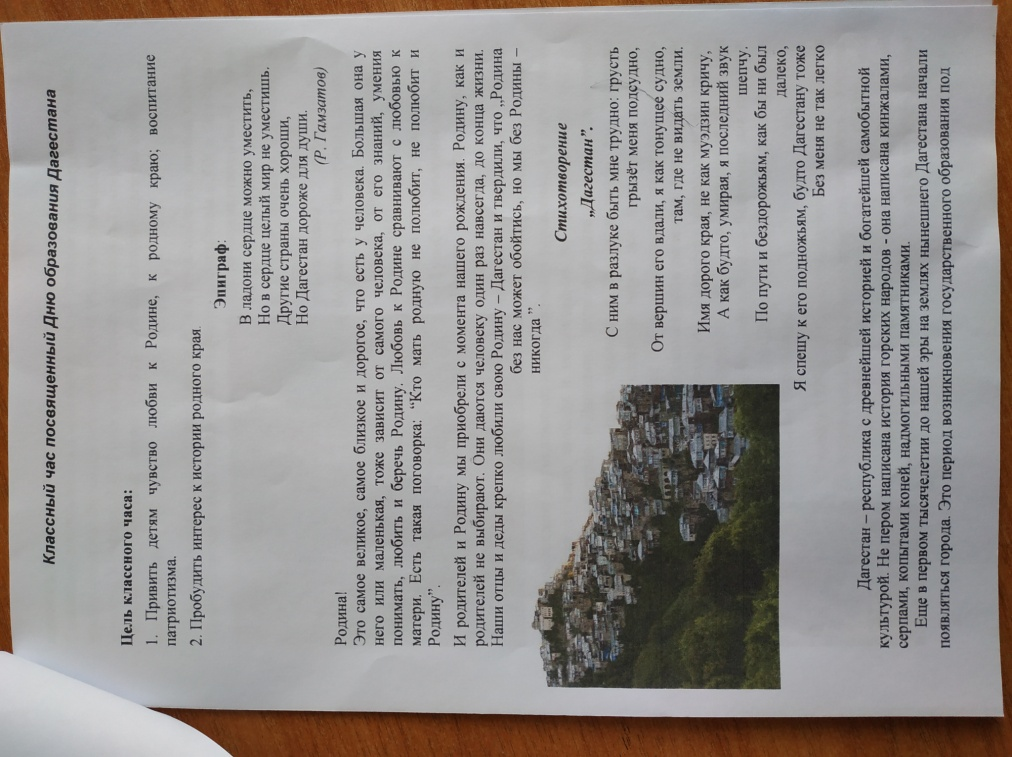 Классный час посвященный Дню образования Дагестана
Цель классного часа:
1. Привить детям чувство любви к Родине, к родному краю; воспитание
патриотизма.
2. Пробудить интерес к истории родного края.
Эпиграф:
В ладони сердце можно уместить,
Но в сердце целый мир не уместишь.
Другие страны очень хороши,
Но Дагестан дороже для души.
(Р. Гамзатов)
Родина!
Это самое великое, самое близкое и дорогое, что есть у человека. Большая она у
него или маленькая, тоже зависит от самого человека, от его знаний, умения
понимать, любить и беречь Родину. Любовь к Родине сравнивают с любовью к
матери. Есть такая поговорка: “Кто мать родную не полюбит, не полюбит и
Родину”.
И родителей и Родину мы приобрели с момента нашего рождения. Родину, как и
родителей не выбирают. Они даются человеку один раз навсегда, до конца жизни.
Наши отцы и деды крепко любили свою Родину – Дагестан и твердили, что „Родина
без нас может обойтись, но мы без Родины –
никогда”.
Стихотворение
„Дагестан”.
С ним в разлуке быть мне трудно: грусть
грызёт меня подсудно,
От вершин его вдали, я как тонущее судно,
там, где не видать земли.
Имя дорого края, не как муэдзин кричу,
А как будто, умирая, я последний звук
шепчу.
По пути и бездорожьям, как бы ни был
далеко,
Я спешу к его подножьям, будто Дагестану тоже
Без меня не так легко
Дагестан – республика с древнейшей историей и богатейшей самобытной
культурой. Не пером написана история горских народов - она написана кинжалами,
серпами, копытами коней, надмогильными памятниками.
Еще в первом тысячелетии до нашей эры на землях нынешнего Дагестана начали
появляться города. Это период возникновения государственного образования под